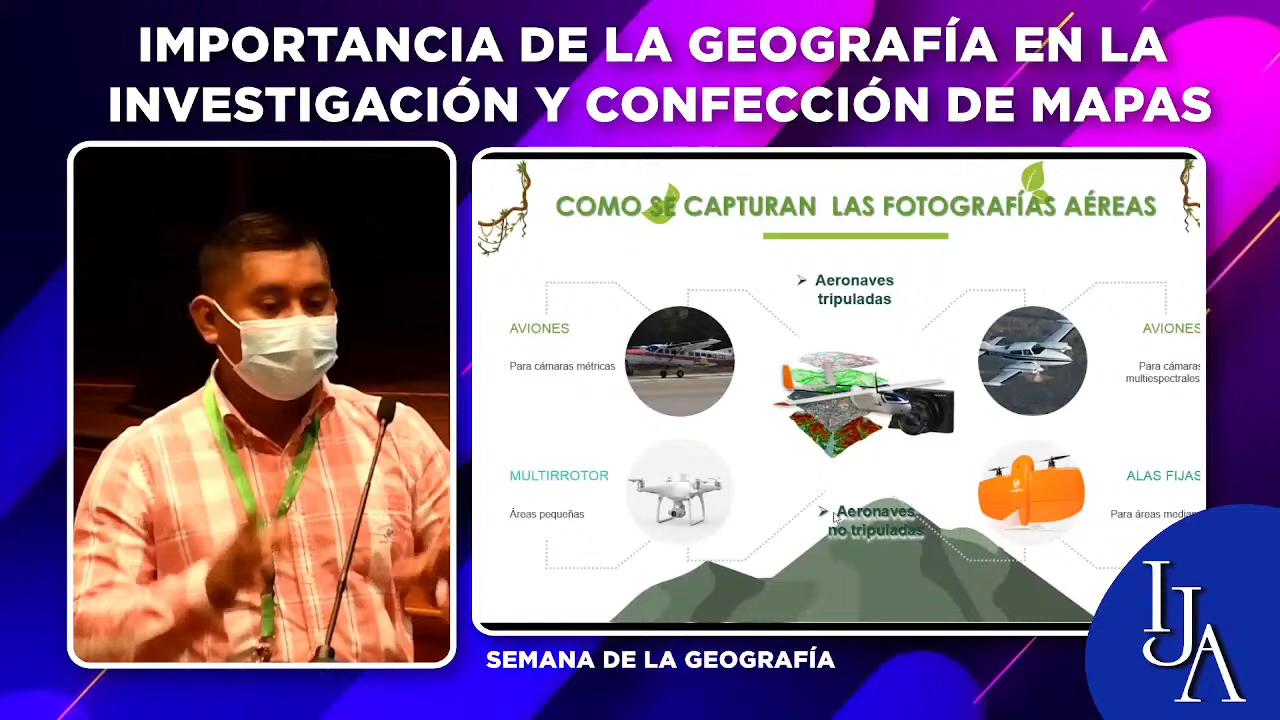 IMPORTANCIA DE LA GEOGRAFÍA EN LA
INVESTIGACIÓN Y CONFECCIÓN DE MAPAS
COMO SE CAPTURAN LAS FOTOGRAFÍAS AÉREAS
➢ Aeronaves
tripuladas
AVIONES
Para cámaras métricas
AVIONES
Para cámaras
multiespectrales
MULTIRROTOR
Áreas pequeñas
➢ Aeronaves
no tripuladas
ALAS FIJAS
Para áreas
SEMANA DE LA GEOGRAFÍA
IJA